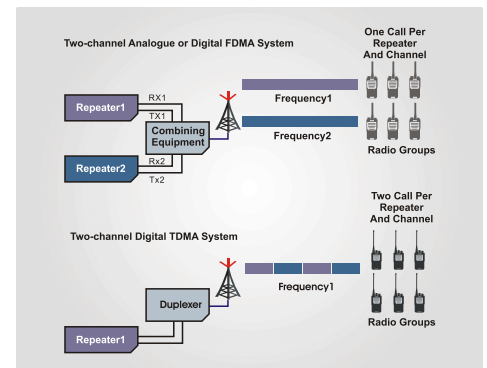 Two-channel Analogue or Digital FDMA System
One Call Per
Repeater
And Channel
Repeater1
RX1
TX1
Combining
Equipment
Repeater2
Rx2
Tx2
Frequency1
Frequency2
Radio Groups
Two-channel Digital TDMA System
Two Call Per
Repeater
And Channel
Duplexer
Repeater1
Frequency1
Radio Groups